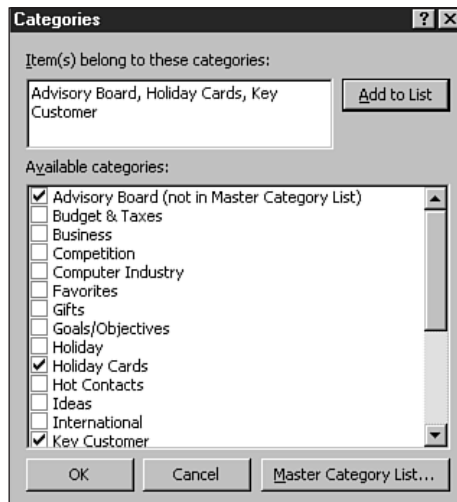 Categories
Item(s) belong to these categories:
Advisory Board, Holiday Cards, Key
Customer
Add to List
Available categories:
Advisory Board (not in Master Category List)
Budget & Taxes
Business
Competition
Computer Industry
Favorites
Gifts
Goals/Objectives
Holiday
Holiday Cards
Hot Contacts
Ideas
International
Key Customer
OK
Cancel
Master Category List...